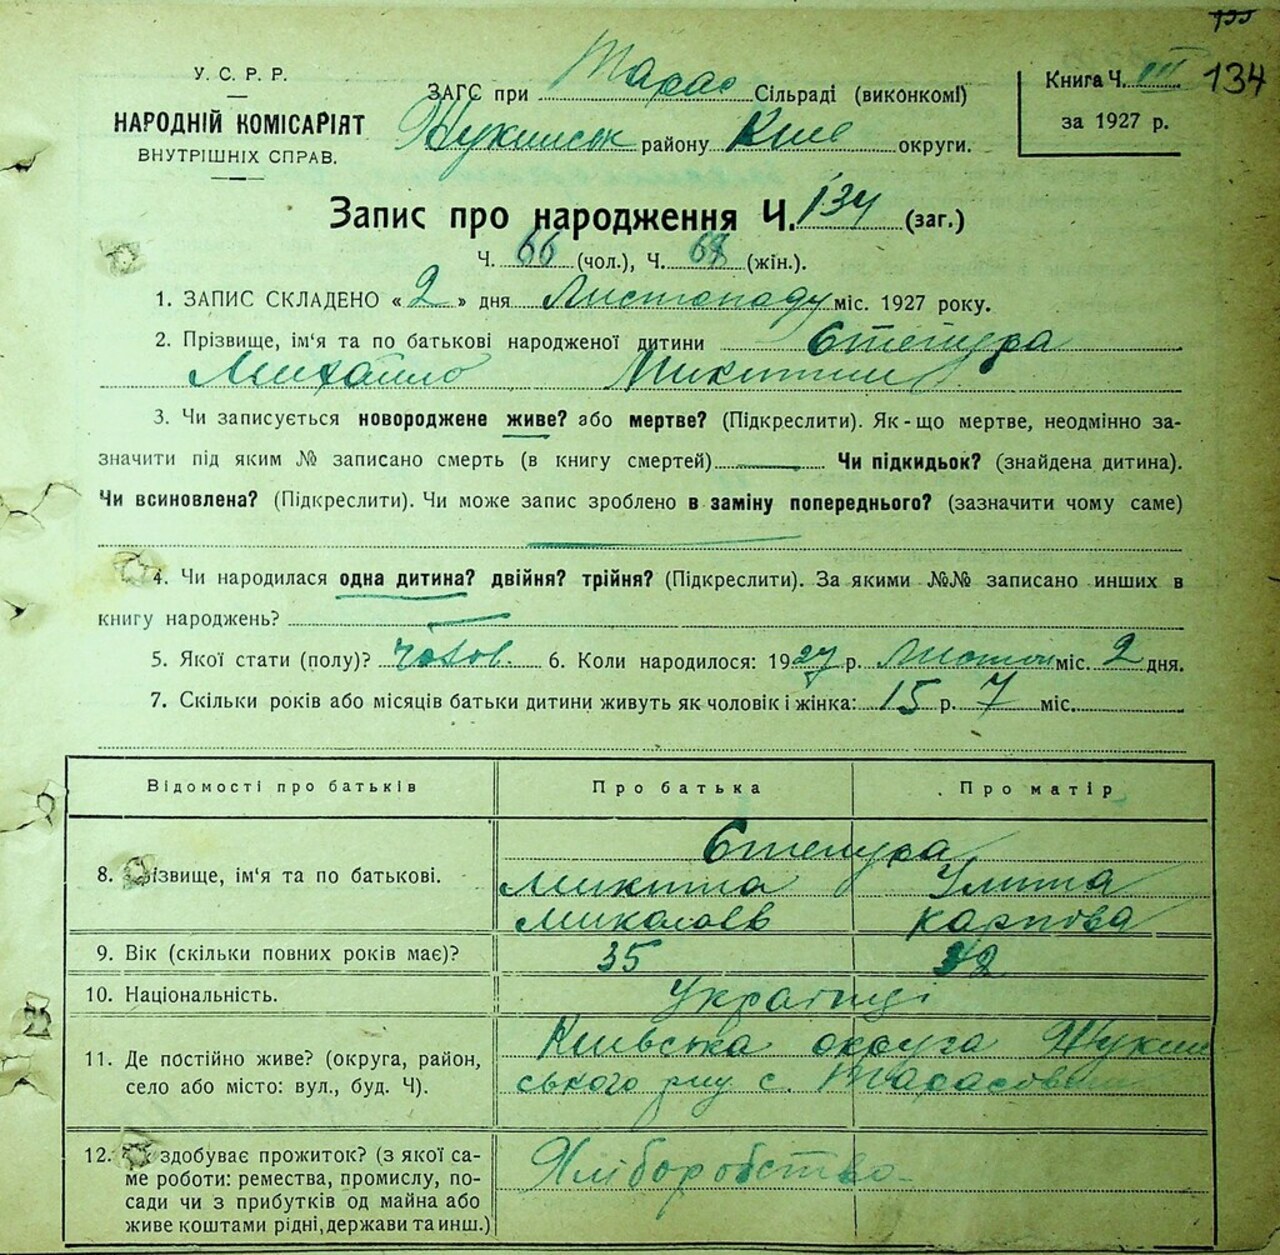 133
У. С. Р. Р.
НАРОДНІЙ КОМІСАРІЯТ
ВНУТРІШНІХ СПРАВ.
ЗАГС при Тарас Сільраді (виконкомі)
району Київ округи.
Книга Ч. III 134
за 1927 р.
Запис про народження Ч. 134 (заг.)
Ч. 66 (чол.), Ч. 68 (жін.).
1. ЗАПИС СКЛАДЕНО « 2 » дня Листопаду міс. 1927 року.
2. Прізвище, ім'я та по батькові народженої дитини Степура
Михайло Микитин
3. Чи записується новороджене живе? або мертве? (Підкреслити). Як-що мертве, неодмінно за-
значити під яким № записано смерть (в книгу смертей) Чи підкидьок? (знайдена дитина).
Чи всиновлена? (Підкреслити). Чи може запис зроблено в заміну попереднього? (зазначити чому саме)
4. Чи народилася одна дитина? двійня? трійня? (Підкреслити). За якими №№ записано инших в
книгу народжень?
5. Якої стати (полу)? чолов. 6. Коли народилося: 1927 р. Листоп міс. 2 дня.
7. Скільки років або місяців батьки дитини живуть як чоловік і жінка: 15 р. 7 міс.
Відомості про батьків Про батька Про матір
8. Прізвище, ім'я та по батькові. Степура
Микита Улита
Миколаєв Карпова
9. Вік (скільки повних років має)? 35 32
10. Національність. Українці
11. Де постійно живе? (округа, район,
село або місто: вул., буд. Ч).
Київська округа
ського р-ну с. Тарасовка
12. здобуває прожиток? (з якої са-
ме роботи: ремества, промислу, по-
сади чи з прибутків од майна або
живе коштами рідні, держави та инш.)
Хліборобство